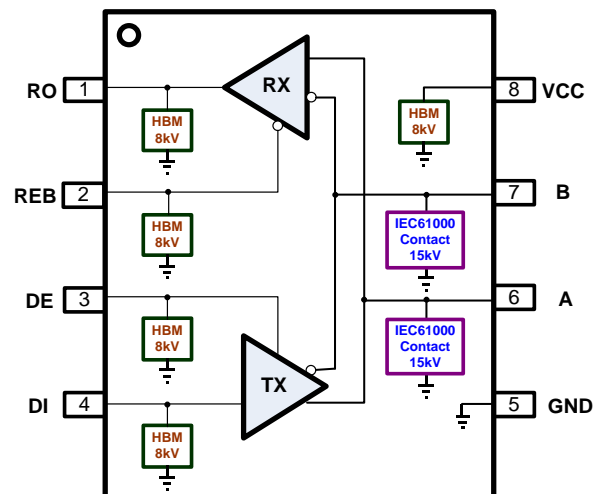 RO
1
RX
8
VCC
HBM
8kV
HBM
8kV
REB
2
7
B
HBM
8kV
IEC61000
Contact
15kV
DE
3
6
A
HBM
8kV
IEC61000
Contact
15kV
TX
DI
4
5
GND
HBM
8kV